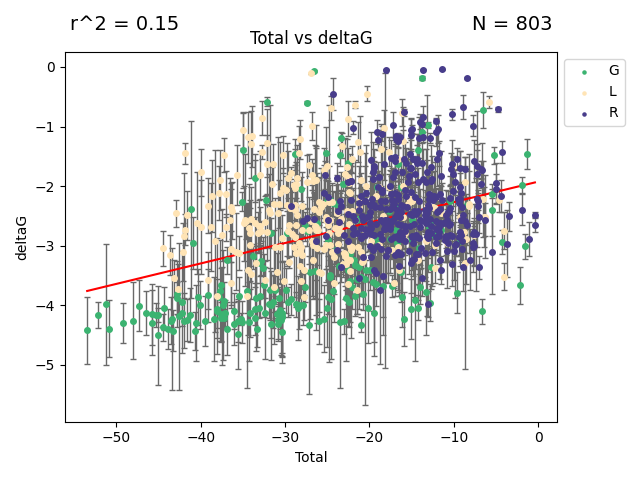 r^2 = 0.15
N = 803
Total vs deltaG
G
L
R
deltaG
0
−1
−2
−3
−4
−5
−50
−40
−30
−20
−10
0
Total